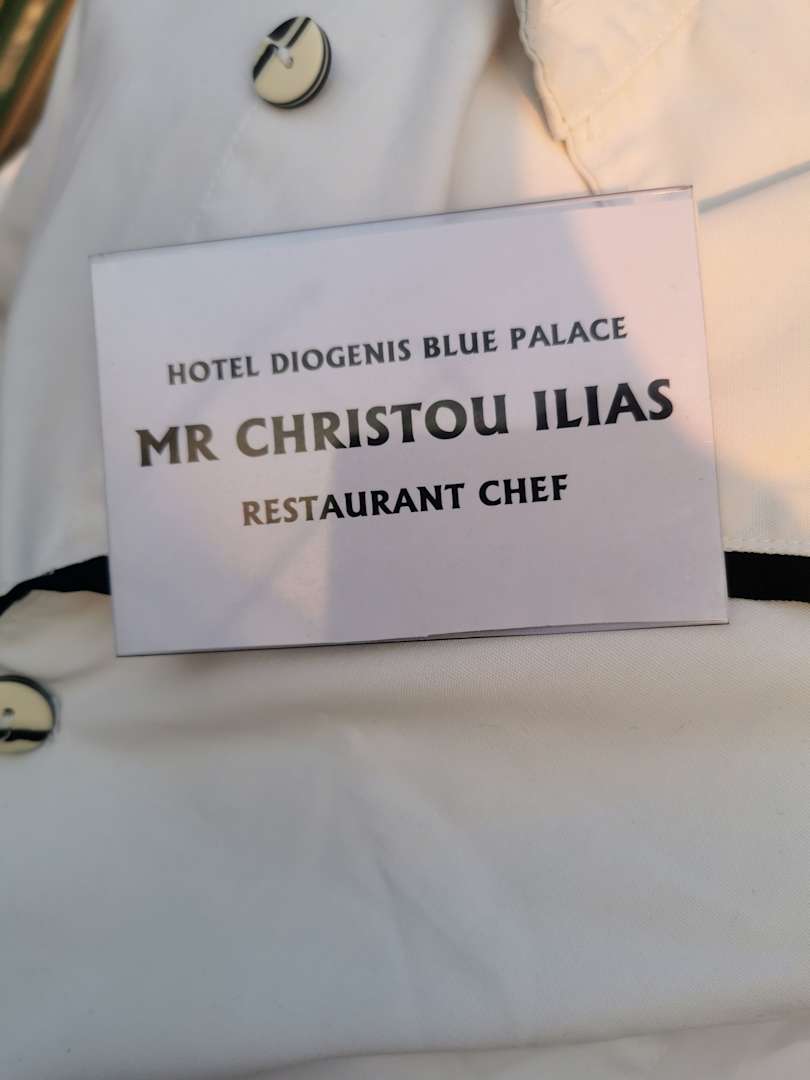 HOTEL DIOGENIS BLUE PALACE
MR CHRISTOU ILIAS
RESTAURANT CHEF